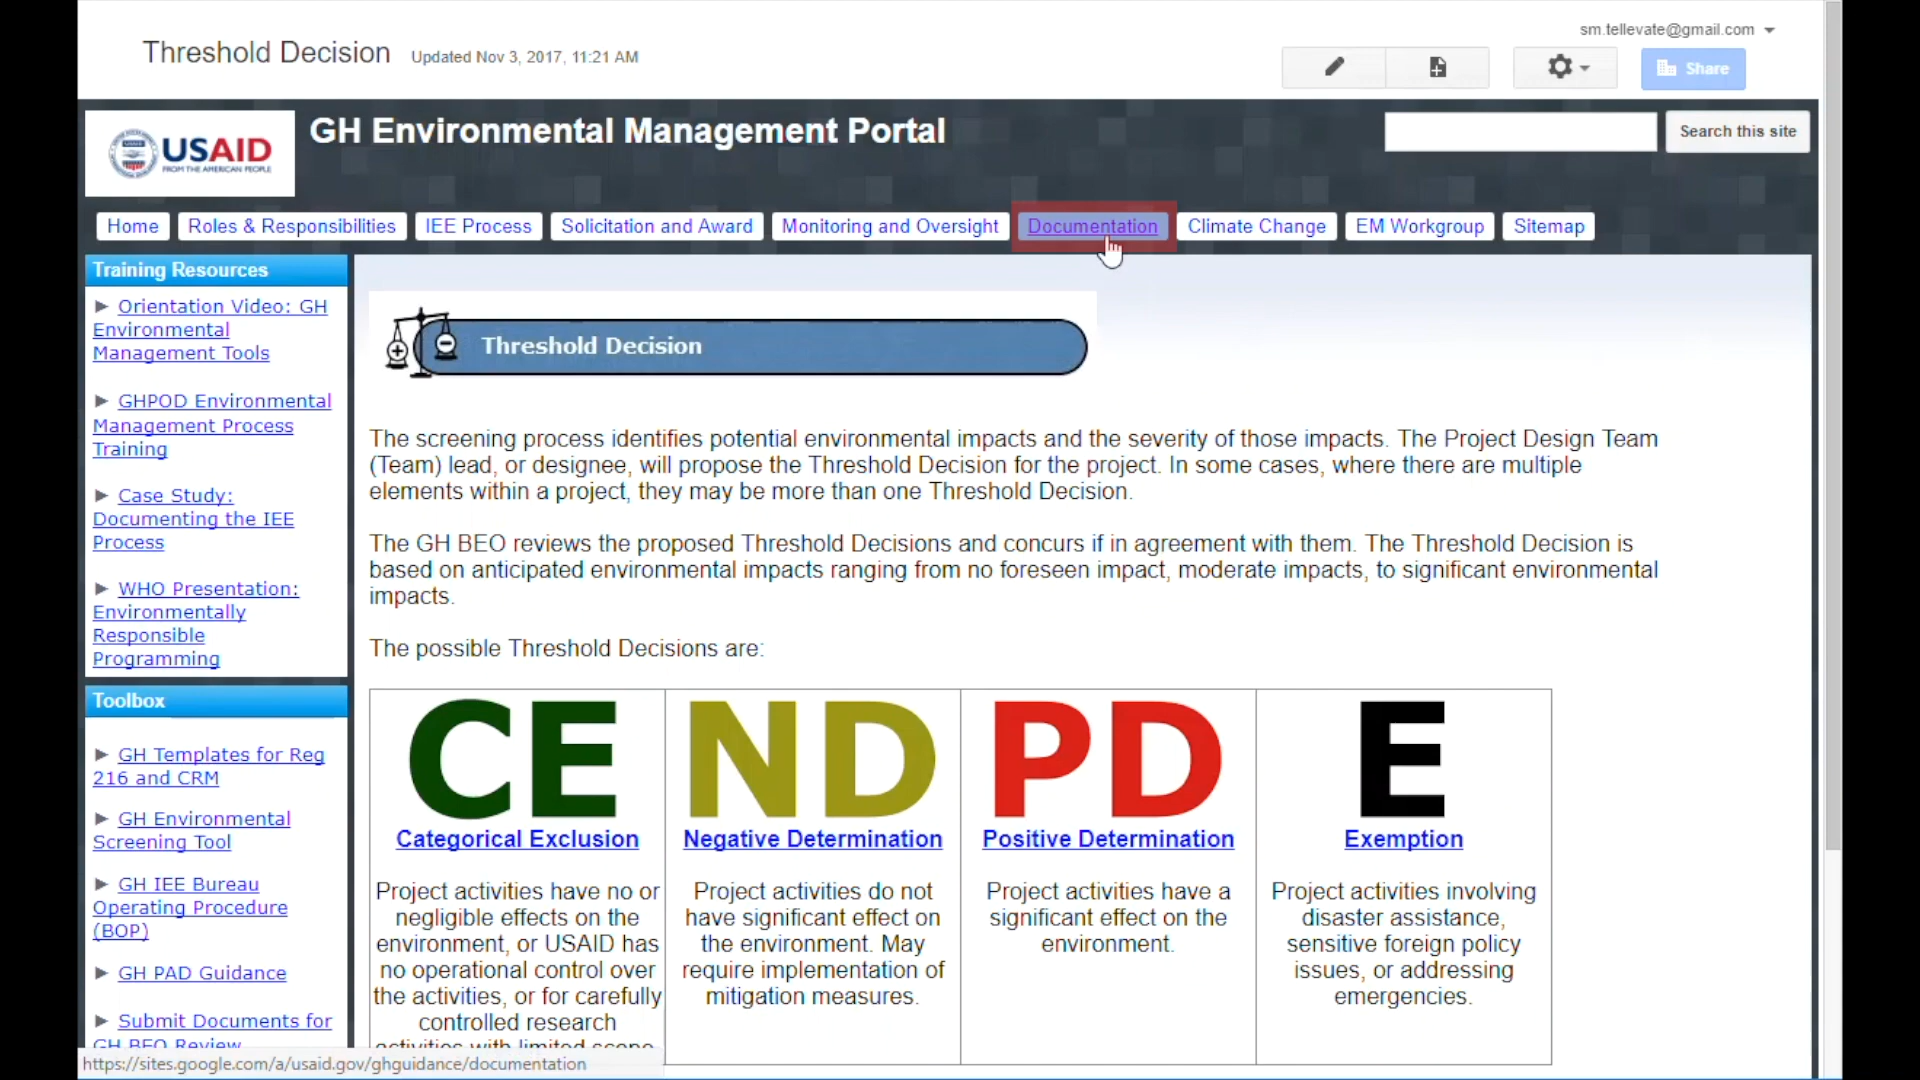 sm.tellevate@gmail.com
Threshold Decision Updated Nov 3, 2017, 11:21 AM
Share
USAID
FROM THE AMERICAN PEOPLE
GH Environmental Management Portal
Search this site
Home Roles & Responsibilities IEE Process Solicitation and Award Monitoring and Oversight Documentation Climate Change EM Workgroup Sitemap
Training Resources
Orientation Video: GH
Environmental
Management Tools
GHPOD Environmental
Management Process
Training
Case Study:
Documenting the IEE
Process
WHO Presentation:
Environmentally
Responsible
Programming
Toolbox
GH Templates for Reg
216 and CRM
GH Environmental
Screening Tool
GH IEE Bureau
Operating Procedure
(BOP)
GH PAD Guidance
Submit Documents for
GH BEO Review
Threshold Decision
The screening process identifies potential environmental impacts and the severity of those impacts. The Project Design Team
(Team) lead, or designee, will propose the Threshold Decision for the project. In some cases, where there are multiple
elements within a project, they may be more than one Threshold Decision.
The GH BEO reviews the proposed Threshold Decisions and concurs if in agreement with them. The Threshold Decision is
based on anticipated environmental impacts ranging from no foreseen impact, moderate impacts, to significant environmental
impacts.
The possible Threshold Decisions are:
CE
Categorical Exclusion
Project activities have no or
negligible effects on the
environment, or USAID has
no operational control over
the activities, or for carefully
controlled research
activities with limited scope
ND
Negative Determination
Project activities do not
have significant effect on
the environment. May
require implementation of
mitigation measures.
PD
Positive Determination
Project activities have a
significant effect on the
environment.
E
Exemption
Project activities involving
disaster assistance,
sensitive foreign policy
issues, or addressing
emergencies.
https://sites.google.com/a/usaid.gov/ghguidance/documentation